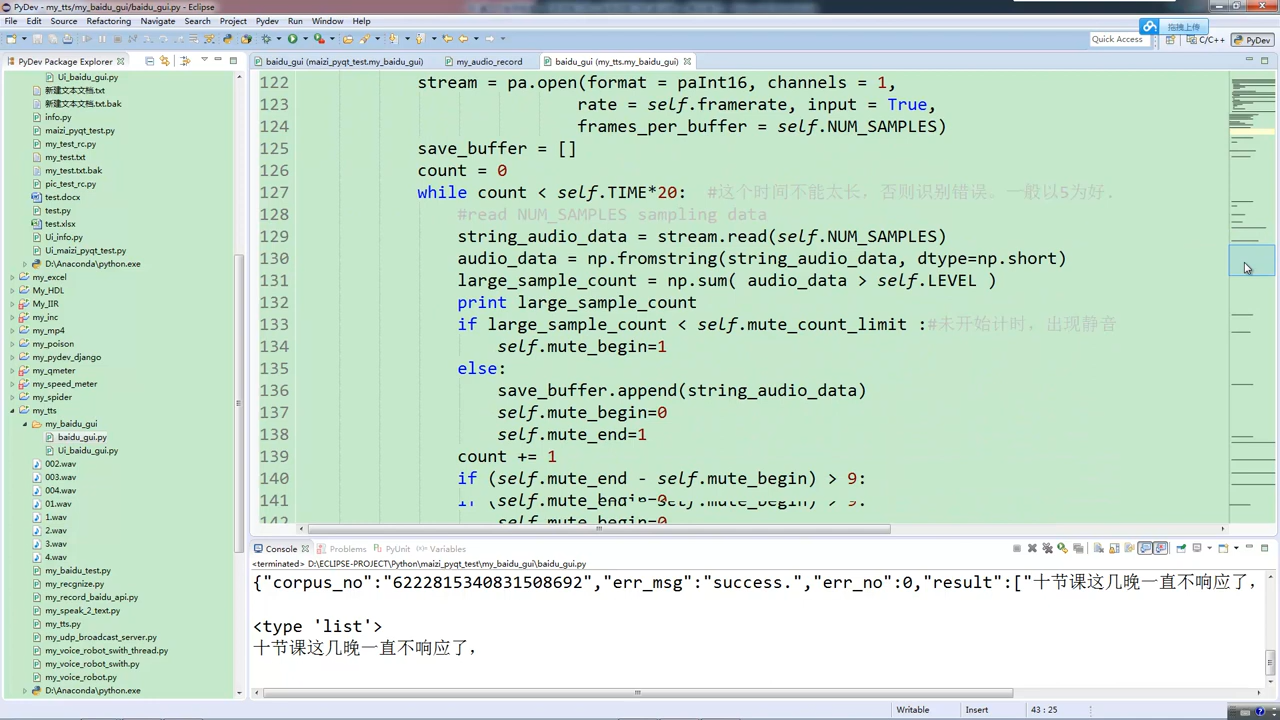 PyDev - my_tts/my_baidu_gui/baidu_gui.py - Eclipse
File Edit Source Refactoring Navigate Search Project Pydev Run Window Help
拖拽上传
Quick Access
C/C++
PyDev
PyDev Package Explorer
baidu_gui (maizi_pyqt_test.my_baidu_gui)
my_audio_record
baidu_gui (my_tts.my_baidu_gui)
Ui_baidu_gui.py
新建文本文档.txt
新建文本文档.txt.bak
info.py
maizi_pyqt_test.py
my_test_rc.py
my_test.txt
my_test.txt.bak
pic_test_rc.py
test.docx
test.py
test.xlsx
Ui_info.py
Ui_maizi_pyqt_test.py
D:\Anaconda\python.exe
my_excel
My_HDL
My_IIR
my_inc
my_mp4
my_poison
my_pydev_django
my_qmeter
my_speed_meter
my_spider
my_tts
my_baidu_gui
baidu_gui.py
Ui_baidu_gui.py
002.wav
003.wav
004.wav
01.wav
1.wav
2.wav
3.wav
4.wav
my_baidu_test.py
my_recgnize.py
my_record_baidu_api.py
my_speak_2_text.py
my_tts.py
my_udp_broadcast_server.py
my_voice_robot_swith_thread.py
my_voice_robot_swith.py
my_voice_robot.py
D:\Anaconda\python.exe
122 stream = pa.open(format = paInt16, channels = 1,
123 rate = self.framerate, input = True,
124 frames_per_buffer = self.NUM_SAMPLES)
125 save_buffer = []
126 count = 0
127 while count < self.TIME*20: #这个时间不能太长，否则识别错误。一般以5为好.
128 #read NUM_SAMPLES sampling data
129 string_audio_data = stream.read(self.NUM_SAMPLES)
130 audio_data = np.fromstring(string_audio_data, dtype=np.short)
131 large_sample_count = np.sum( audio_data > self.LEVEL )
132 print large_sample_count
133 if large_sample_count < self.mute_count_limit :#未开始计时，出现静音
134 self.mute_begin=1
135 else:
136 save_buffer.append(string_audio_data)
137 self.mute_begin=0
138 self.mute_end=1
139 count += 1
140 if (self.mute_end - self.mute_begin) > 9:
141
142 self.mute_begin=0
Console Problems PyUnit Variables
<terminated> D:\ECLIPSE-PROJECT\Python\maizi_pyqt_test\my_baidu_gui\baidu_gui.py
{"corpus_no":"6222815340831508692","err_msg":"success.","err_no":0,"result":["十节课这几晚一直不响应了，
<type 'list'>
十节课这几晚一直不响应了，
Writable Insert 43 : 25